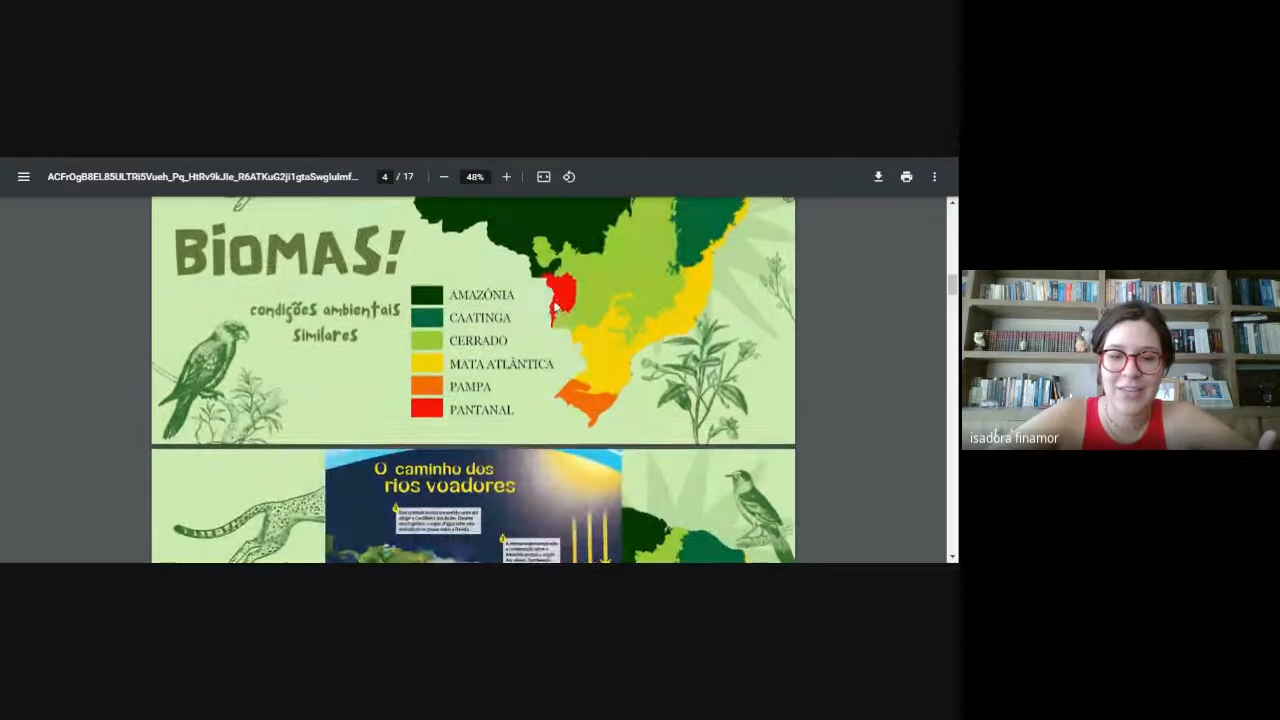 ACFrOgB8EL85ULTRi5Vueh_Pq_HtRv9kJle_R6ATKuG2ji1gtaSwgIuImf...
4 / 17
48%
BiOMAS!
condições ambientais
similares
AMAZÔNIA
CAATINGA
CERRADO
MATA ATLÂNTICA
PAMPA
PANTANAL
O caminho dos
rios voadores
isadora finamor